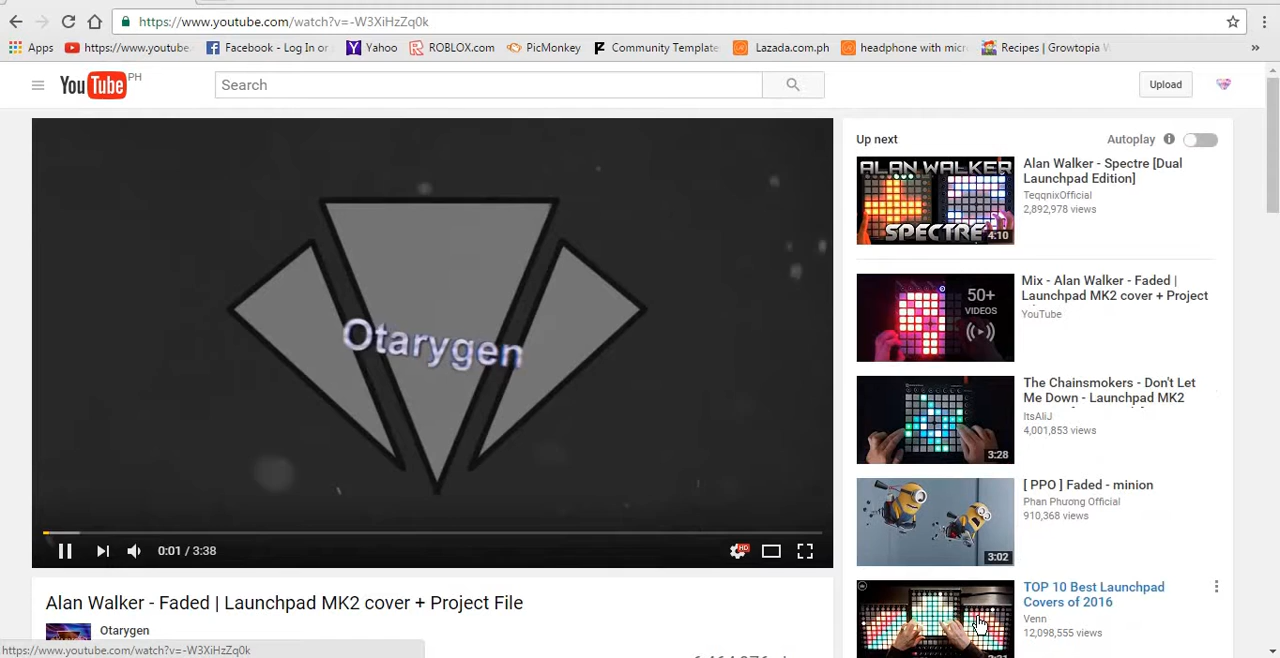 https://www.youtube.com/watch?v=-W3XiHzZq0k
Apps https://www.youtube Facebook - Log In or Yahoo ROBLOX.com PicMonkey Community Template Lazada.com.ph headphone with micr Recipes | Growtopia W »
YouTube PH Search Upload
Up next Autoplay
ALAN WALKER
SPECTRE
4:10
Alan Walker - Spectre [Dual
Launchpad Edition]
TeqqnixOfficial
2,892,978 views
50+
VIDEOS
Mix - Alan Walker - Faded |
Launchpad MK2 cover + Project
YouTube
3:28
The Chainsmokers - Don't Let
Me Down - Launchpad MK2
ItsAliJ
4,001,853 views
3:02
[ PPO ] Faded - minion
Phan Phương Official
910,368 views
TOP 10 Best Launchpad
Covers of 2016
Venn
12,098,555 views
Otarygen
0:01 / 3:38
HD
Alan Walker - Faded | Launchpad MK2 cover + Project File
Otarygen
https://www.youtube.com/watch?v=-W3XiHzZq0k